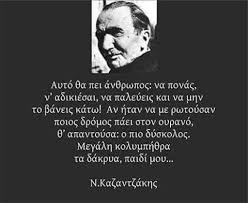 Αυτό θα πει άνθρωπος: να πονάς,
ν' αδικιέσαι, να παλεύεις και να μην
το βάνεις κάτω! Αν ήταν να με ρωτούσαν
ποιος δρόμος πάει στον ουρανό,
θ' απαντούσα: ο πιο δύσκολος.
Μεγάλη κολυμπήθρα
τα δάκρυα, παιδί μου...
Ν.Καζαντζάκης